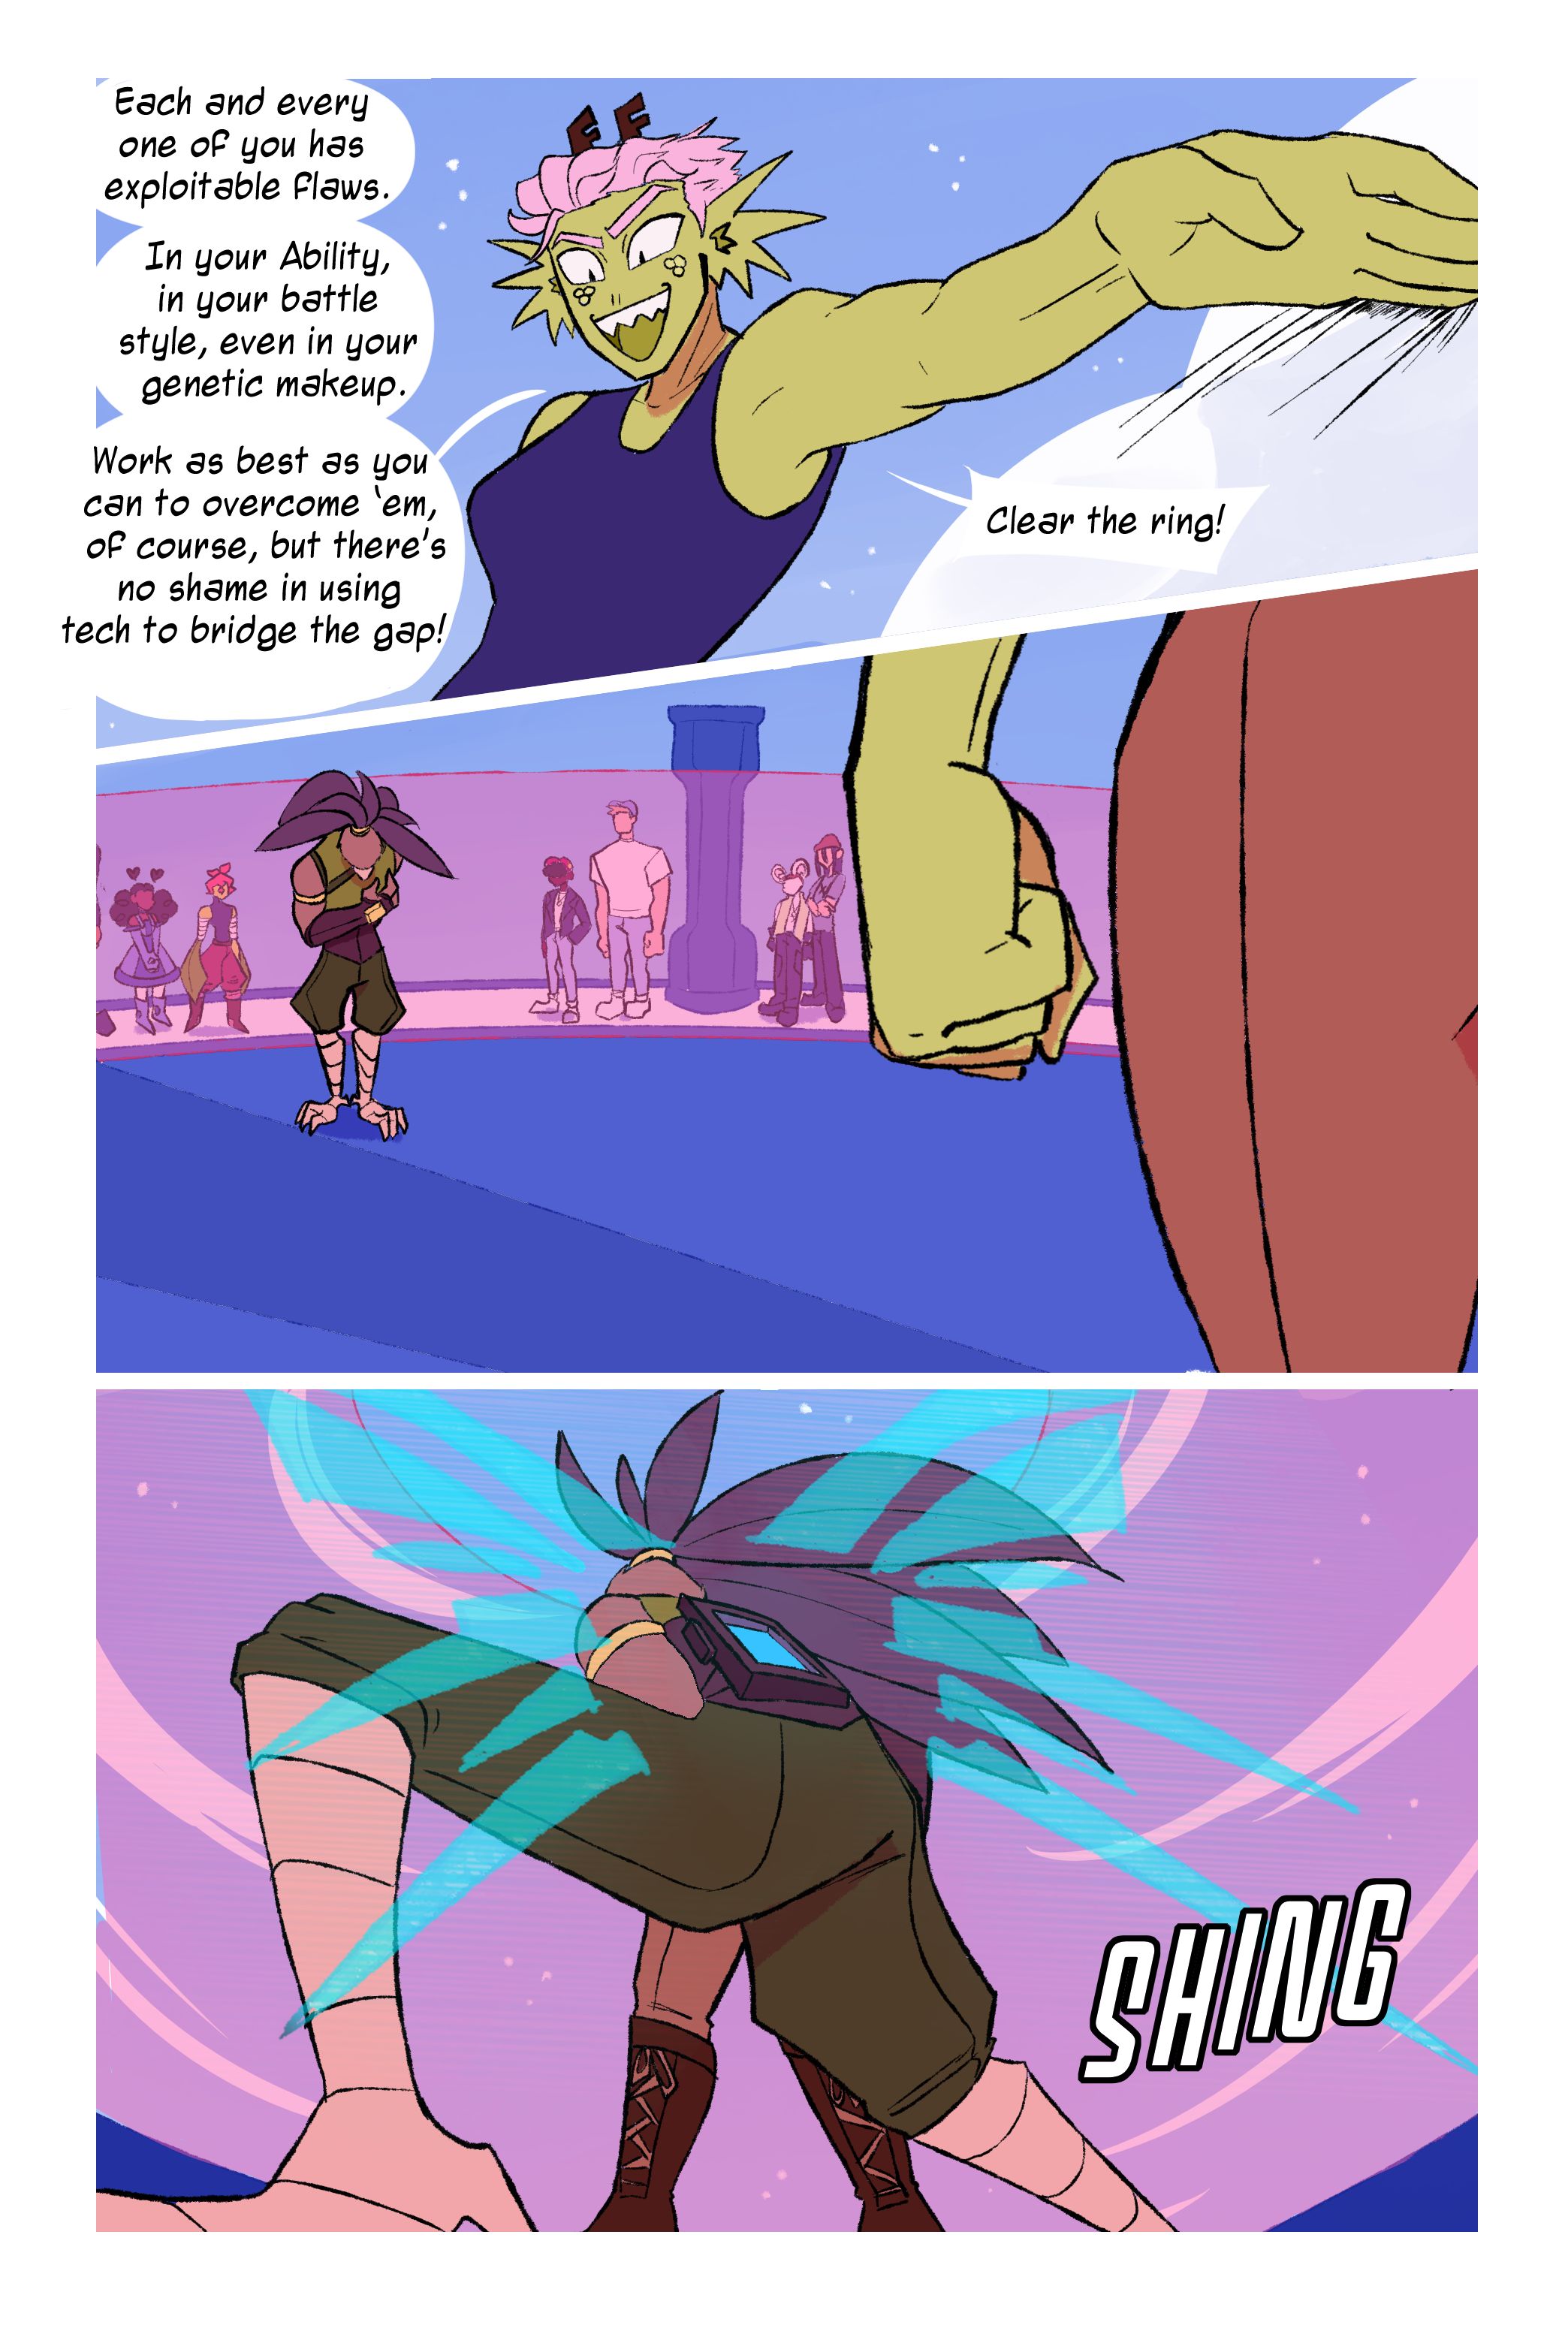 Each and every
one of you has
exploitable flaws.
In your Ability,
in your battle
style, even in your
genetic makeup.
Work as best as you
can to overcome ‘em,
of course, but there's
no shame in using
tech to bridge the gap!
Clear the ring!
SHING